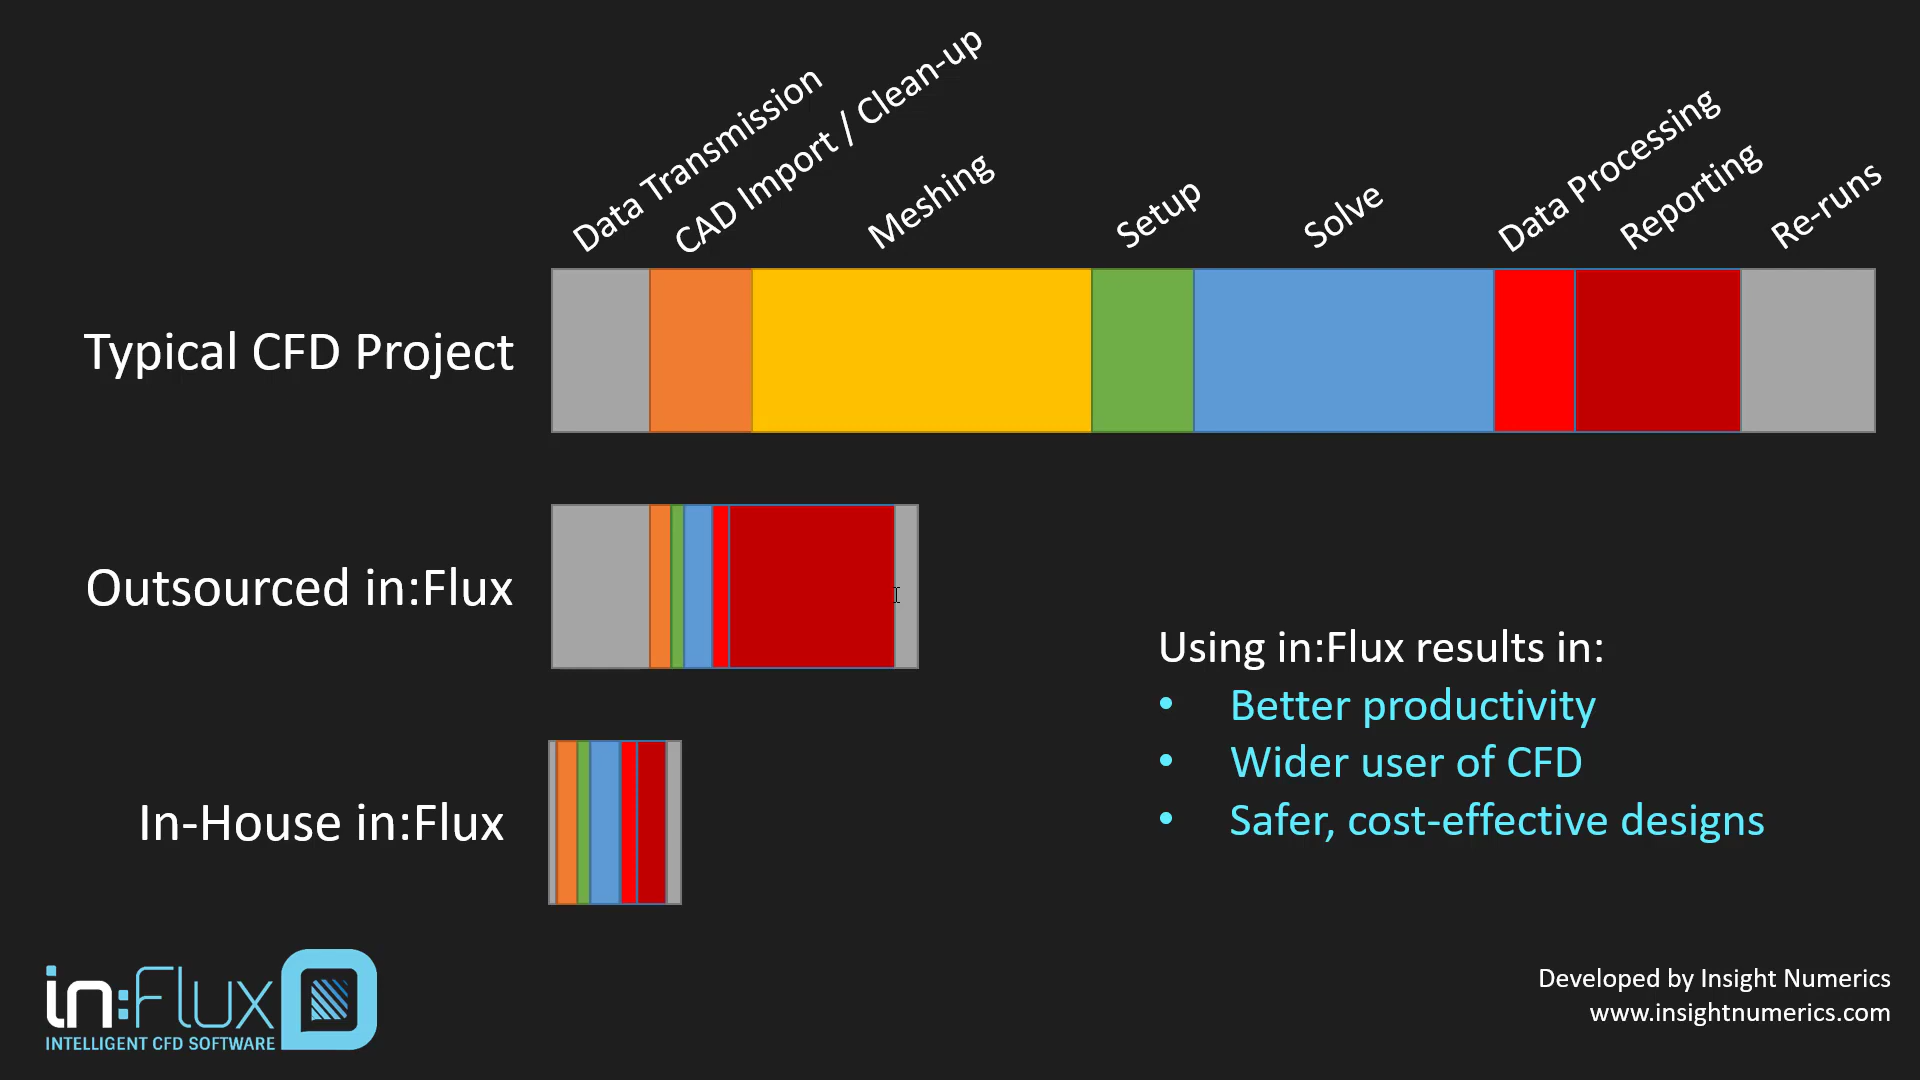 Data Transmission
CAD Import / Clean-up
Meshing
Setup
Solve
Data Processing
Reporting
Re-runs
Typical CFD Project
Outsourced in:Flux
In-House in:Flux
Using in:Flux results in:
• Better productivity
• Wider user of CFD
• Safer, cost-effective designs
in:Flux
INTELLIGENT CFD SOFTWARE
Developed by Insight Numerics
www.insightnumerics.com